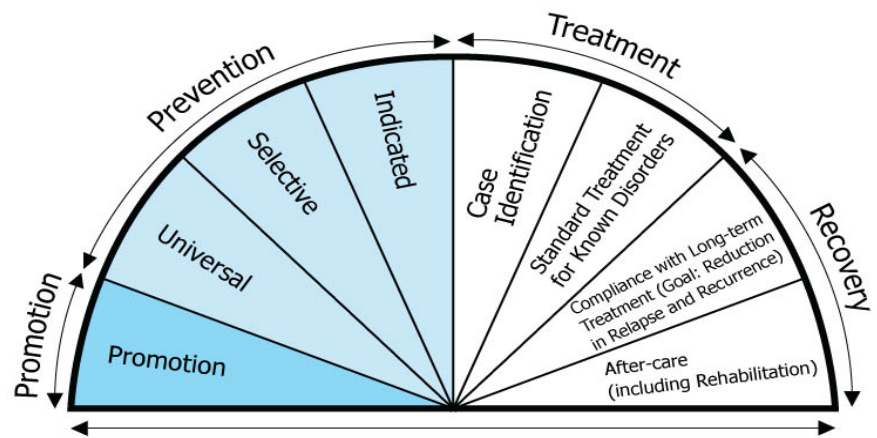 Promotion
Prevention
Treatment
Recovery
Promotion
Universal
Selective
Indicated
Case
Identification
Standard Treatment
for Known Disorders
Compliance with Long-term
Treatment (Goal: Reduction
in Relapse and Recurrence)
After-care
(including Rehabilitation)